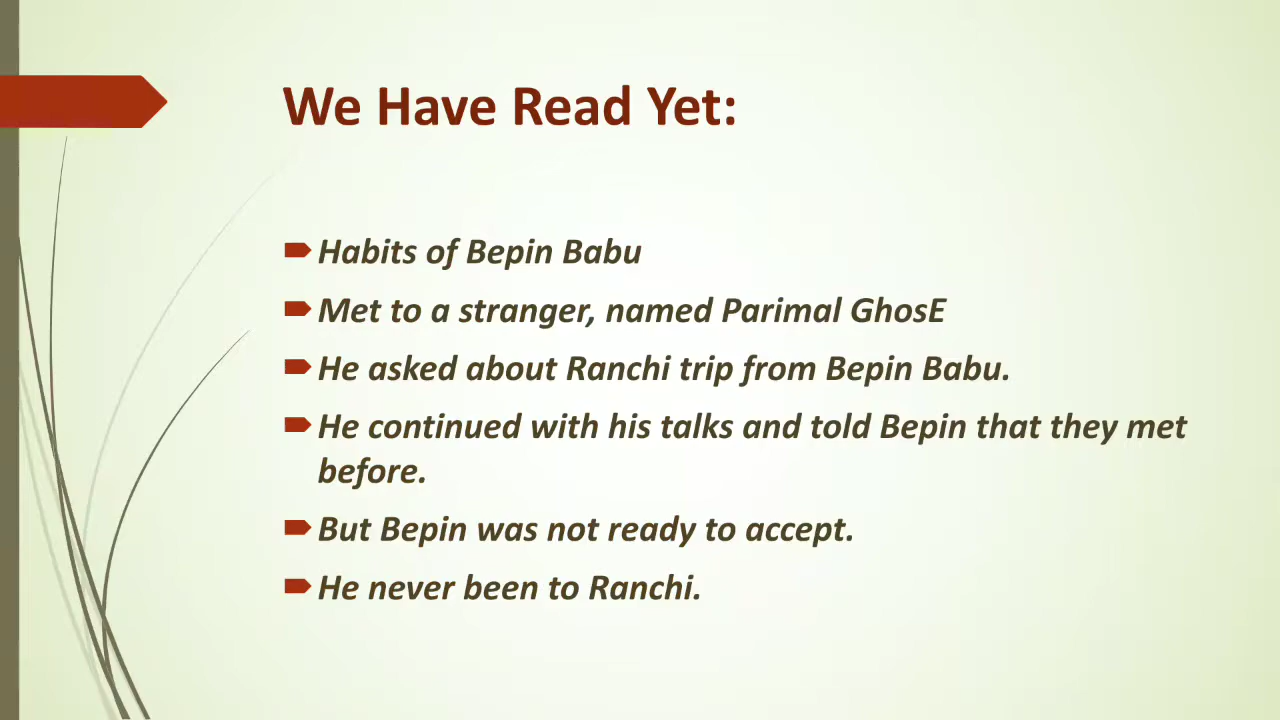 We Have Read Yet:
Habits of Bepin Babu
Met to a stranger, named Parimal GhosE
He asked about Ranchi trip from Bepin Babu.
He continued with his talks and told Bepin that they met
before.
But Bepin was not ready to accept.
He never been to Ranchi.